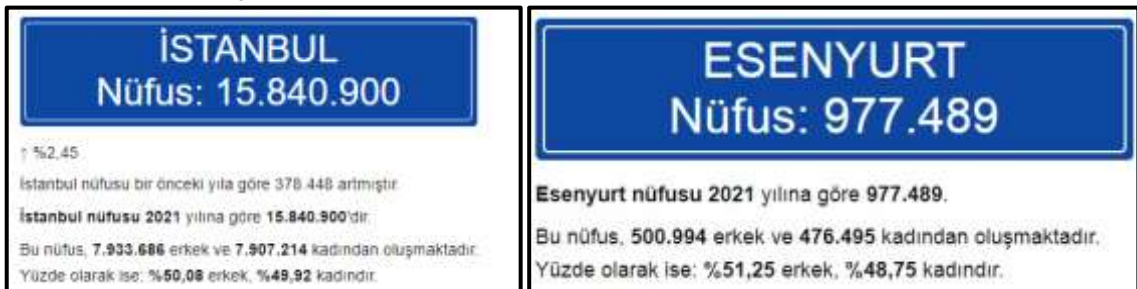 İSTANBUL
Nüfus: 15.840.900
↑ %2,45
İstanbul nüfusu bir önceki yıla göre 378.448 artmıştır.
İstanbul nüfusu 2021 yılına göre 15.840.900'dir.
Bu nüfus, 7.933.686 erkek ve 7.907.214 kadından oluşmaktadır.
Yüzde olarak ise: %50,08 erkek, %49,92 kadındır.
ESENYURT
Nüfus: 977.489
Esenyurt nüfusu 2021 yılına göre 977.489.
Bu nüfus, 500.994 erkek ve 476.495 kadından oluşmaktadır.
Yüzde olarak ise: %51,25 erkek, %48,75 kadındır.